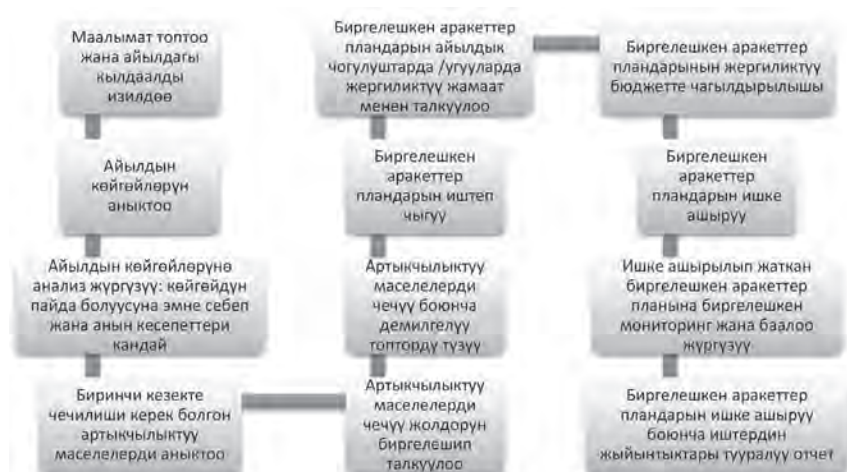 Маалымат топтоо
жана айылдагы
кылдаалды
изилдөө
Айылдын
көйгөйлөрүн
аныктоо
Айылдын көйгөйлөрүнө
анализ жүргүзүү: көйгөйдүн
пайда болуусуна эмне себеп
жана анын кесепеттери
кандай
Биринчи кезекте
чечилиши керек болгон
артыкчылыктуу
маселелерди аныктоо
Артыкчылыктуу
маселелерди
чечүү жолдорун
биргелешип
талкуулоо
Артыкчылыктуу
маселелерди
чечүү боюнча
демилгелүү
топторду түзүү
Биргелешкен
аракеттер
пландарын иштеп
чыгуу
Биргелешкен аракеттер
пландарын айылдык
чогулуштарда /угууларда
жергиликтүү жамаат
менен талкуулоо
Биргелешкен аракеттер
пландарынын жергиликтүү
бюджетте чагылдырылышы
Биргелешкен
аракеттер
пландарын ишке
ашыруу
Ишке ашырылып жаткан
биргелешкен аракеттер
планына биргелешкен
мониторинг жана баалоо
жүргүзүү
Биргелешкен аракеттер
пландарын ишке ашыруу
боюнча иштердин
жыйынтыктары тууралуу отчет